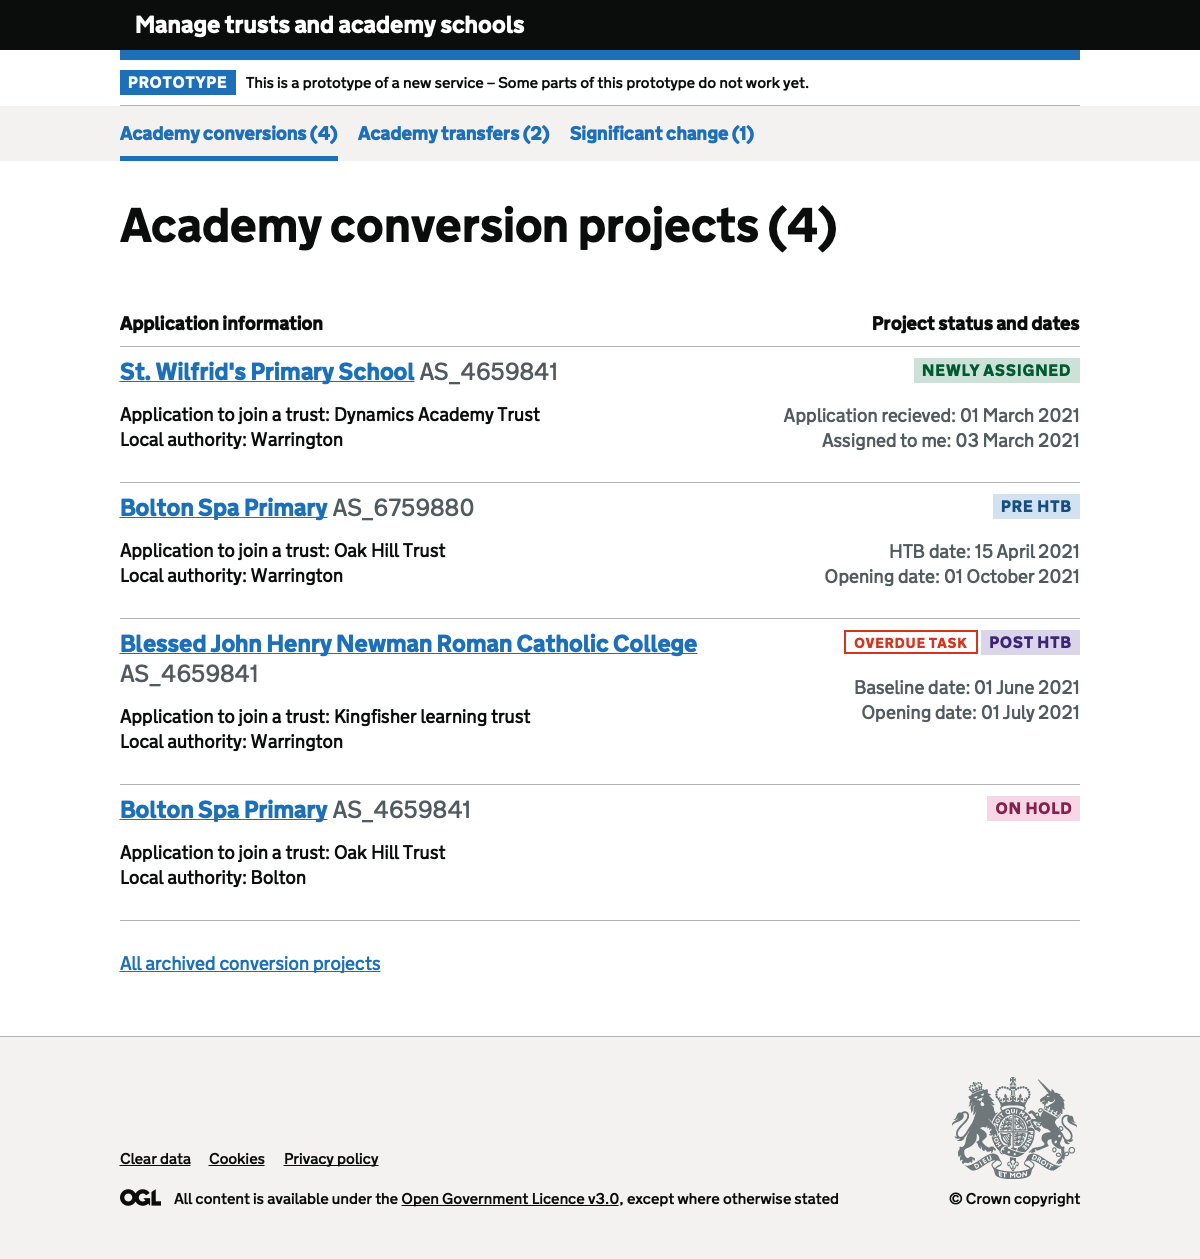 Manage trusts and academy schools
PROTOTYPE This is a prototype of a new service – Some parts of this prototype do not work yet.
Academy conversions (4) Academy transfers (2) Significant change (1)
Academy conversion projects (4)
Application information Project status and dates
St. Wilfrid's Primary School AS_4659841 NEWLY ASSIGNED
Application to join a trust: Dynamics Academy Trust Application recieved: 01 March 2021
Local authority: Warrington Assigned to me: 03 March 2021
Bolton Spa Primary AS_6759880 PRE HTB
Application to join a trust: Oak Hill Trust HTB date: 15 April 2021
Local authority: Warrington Opening date: 01 October 2021
Blessed John Henry Newman Roman Catholic College OVERDUE TASK POST HTB
AS_4659841 Baseline date: 01 June 2021
Application to join a trust: Kingfisher learning trust Opening date: 01 July 2021
Local authority: Warrington
Bolton Spa Primary AS_4659841 ON HOLD
Application to join a trust: Oak Hill Trust
Local authority: Bolton
All archived conversion projects
DIEU ET MON DROIT
Clear data Cookies Privacy policy
OGL All content is available under the Open Government Licence v3.0, except where otherwise stated © Crown copyright